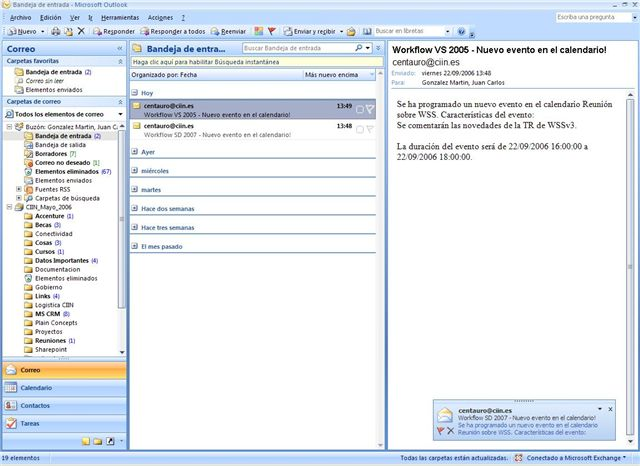 Bandeja de entrada - Microsoft Outlook
Archivo Edición Ver Ir Herramientas Acciones ?
Escriba una pregunta
Nuevo Responder Responder a todos Reenviar Enviar y recibir Buscar en libretas
Correo
Carpetas favoritas
Bandeja de entrada (2)
Correo sin leer
Elementos enviados
Carpetas de correo
Todos los elementos de correo
Buzón: Gonzalez Martin, Juan C
Bandeja de entrada (2)
Bandeja de salida
Borradores [7]
Correo no deseado [1]
Elementos eliminados (67)
Elementos enviados
Fuentes RSS
Carpetas de búsqueda
CIIN_Mayo_2006
Accenture (1)
Becas (3)
Conectividad
Cosas (3)
Cursos (1)
Datos Importantes (4)
Documentacion
Elementos eliminados
Gobierno
Links (4)
Logistica CIIN
MS CRM (8)
Plain Concepts
Proyectos
Reuniones (1)
Sharepoint
Correo
Calendario
Contactos
Tareas
Bandeja de entra...
Buscar Bandeja de entrada
Haga clic aquí para habilitar Búsqueda instantánea
Organizado por: Fecha Más nuevo encima
Hoy
centauro@ciin.es 13:49
Workflow VS 2005 - Nuevo evento en el calendario!
centauro@ciin.es 13:48
Workflow SD 2007 - Nuevo evento en el calendario!
Ayer
miércoles
martes
Hace dos semanas
Hace tres semanas
El mes pasado
Workflow VS 2005 - Nuevo evento en el calendario!
centauro@ciin.es
Enviado: viernes 22/09/2006 13:48
Para: Gonzalez Martin, Juan Carlos
Se ha programado un nuevo evento en el calendario Reunión
sobre WSS. Características del evento:
Se comentarán las novedades de la TR de WSSv3.
La duración del evento será de 22/09/2006 16:00:00 a
22/09/2006 18:00:00.
centauro@ciin.es
Workflow SD 2007 - Nuevo evento en el calendario!
Se ha programado un nuevo evento en el calendario
Reunión sobre WSS. Características del evento:
19 elementos
Todas las carpetas están actualizadas. Conectado a Microsoft Exchange